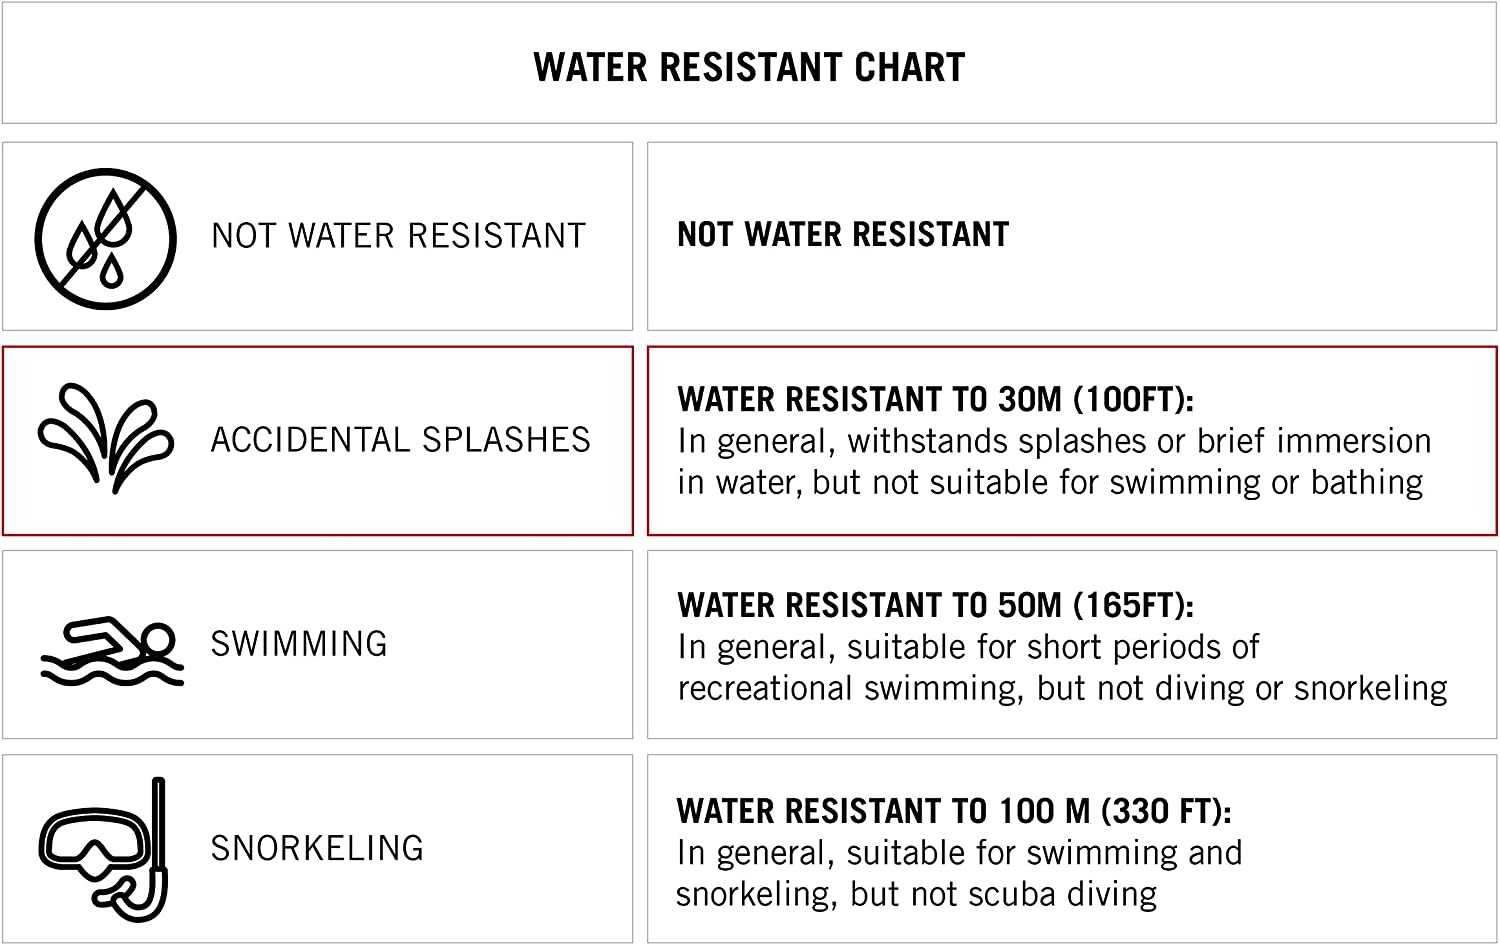 WATER RESISTANT CHART
NOT WATER RESISTANT
NOT WATER RESISTANT
ACCIDENTAL SPLASHES
WATER RESISTANT TO 30M (100FT):
In general, withstands splashes or brief immersion
in water, but not suitable for swimming or bathing
SWIMMING
WATER RESISTANT TO 50M (165FT):
In general, suitable for short periods of
recreational swimming, but not diving or snorkeling
SNORKELING
WATER RESISTANT TO 100 M (330 FT):
In general, suitable for swimming and
snorkeling, but not scuba diving